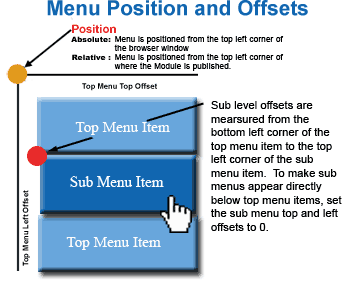 Menu Position and Offsets
Position
Absolute: Menu is positioned from the top left corner of
the browser window
Relative : Menu is positioned from the top left corner of
where the Module is published.
Top Menu Top Offset
Top Menu Left Offset
Top Menu Item
Sub Menu Item
Top Menu Item
Sub level offsets are
mearsured from the
bottom left corner of the
top menu item to the top
left corner of the sub
menu item. To make sub
menus appear directly
below top menu items, set
the sub menu top and left
offsets to 0.